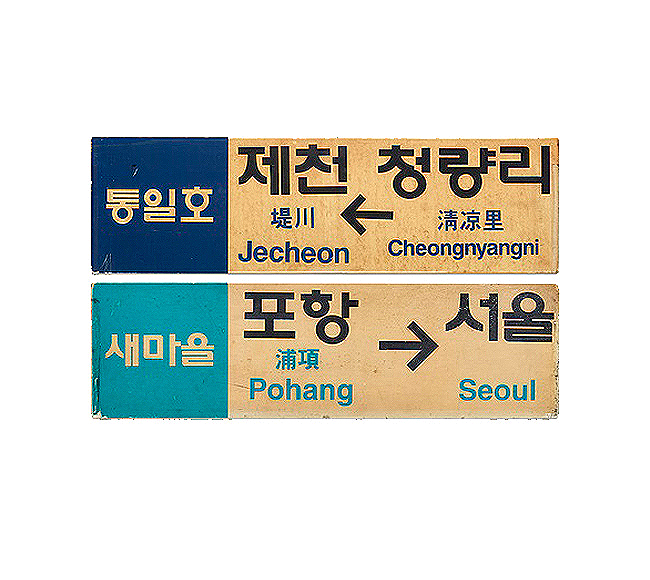 통일호
제천 ← 청량리
堤川 淸凉里
Jecheon Cheongnyangni
새마을
포항 → 서울
浦項
Pohang Seoul